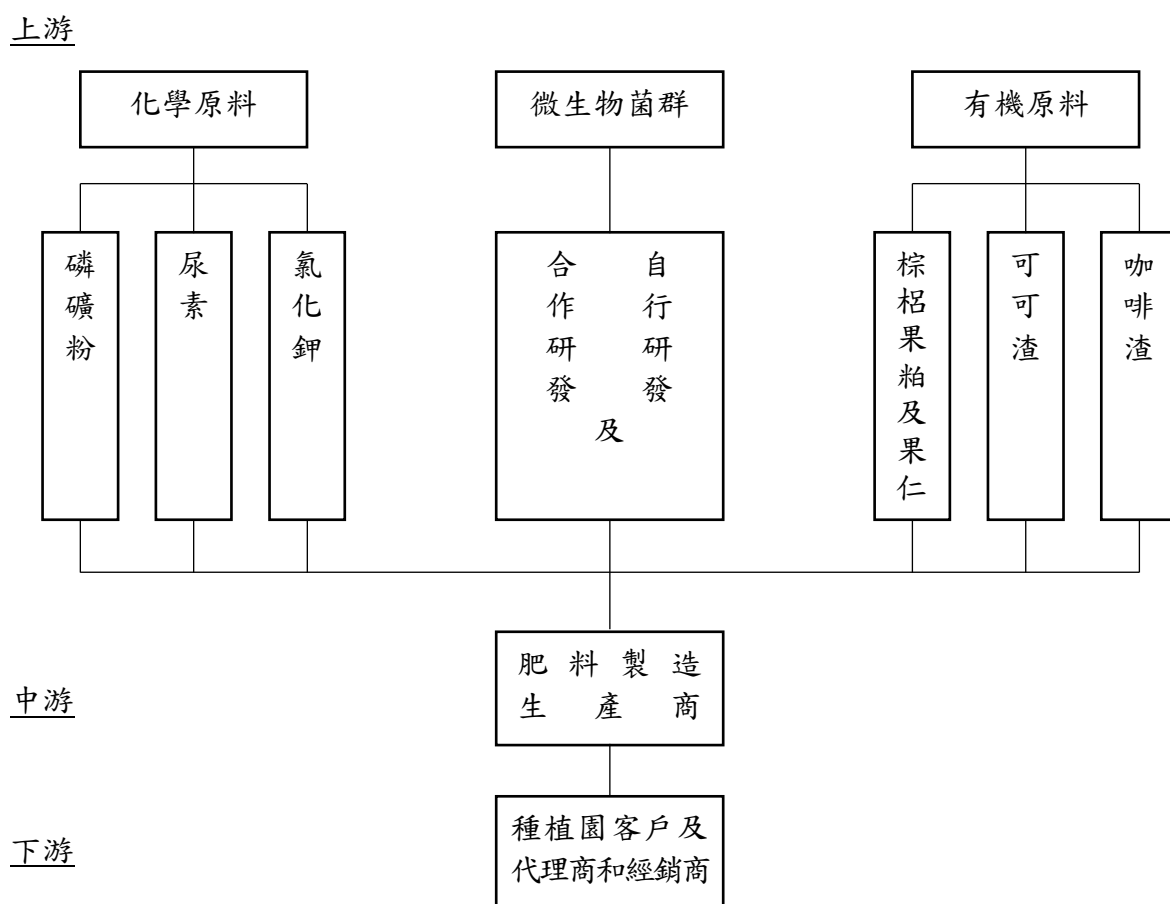 上游
化學原料
微生物菌群
有機原料
磷礦粉
尿素
氯化鉀
自行研發
及
合作研發
棕梠果粕及果仁
可可渣
咖啡渣
中游
肥料製造
生產商
下游
種植園客戶及
代理商和經銷商